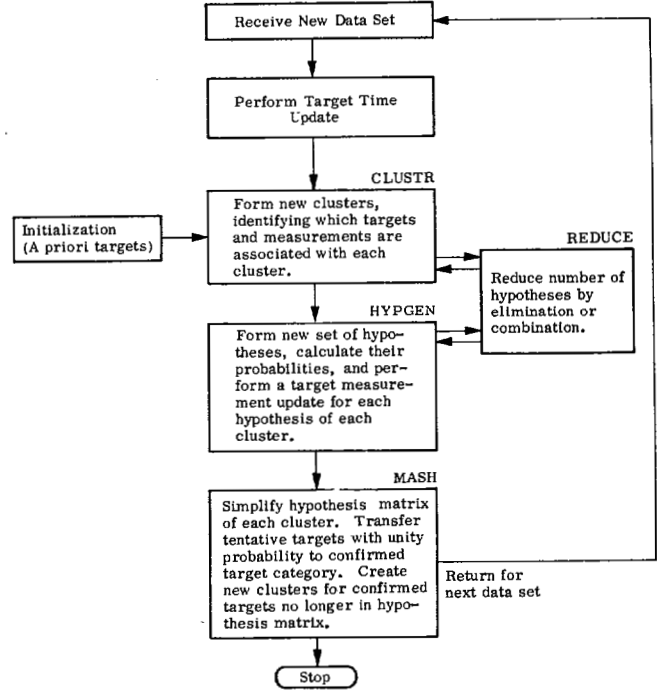 Receive New Data Set
Perform Target Time
Update
CLUSTR
Form new clusters,
identifying which targets
and measurements are
associated with each
cluster.
Initialization
(A priori targets)
REDUCE
Reduce number of
hypotheses by
elimination or
combination.
HYPGEN
Form new set of hypo-
theses, calculate their
probabilities, and per-
form a target measure-
ment update for each
hypothesis of each
cluster.
MASH
Simplify hypothesis matrix
of each cluster. Transfer
tentative targets with unity
probability to confirmed
target category. Create
new clusters for confirmed
targets no longer in hypo-
thesis matrix.
Return for
next data set
Stop